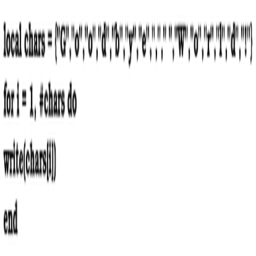 local chars = {"G","o","o","d","b","y","e",",","," ","W","o","r","l","d","!"}
for i = 1, #chars do
write(chars[i])
end